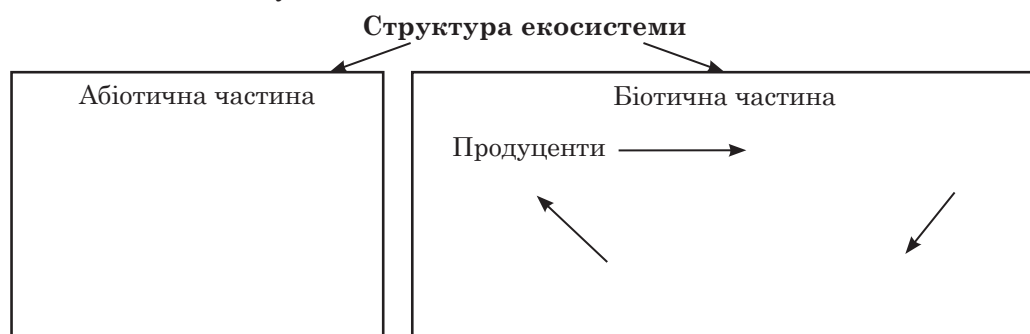 Структура екосистеми
Абіотична частина
Біотична частина
Продуценти